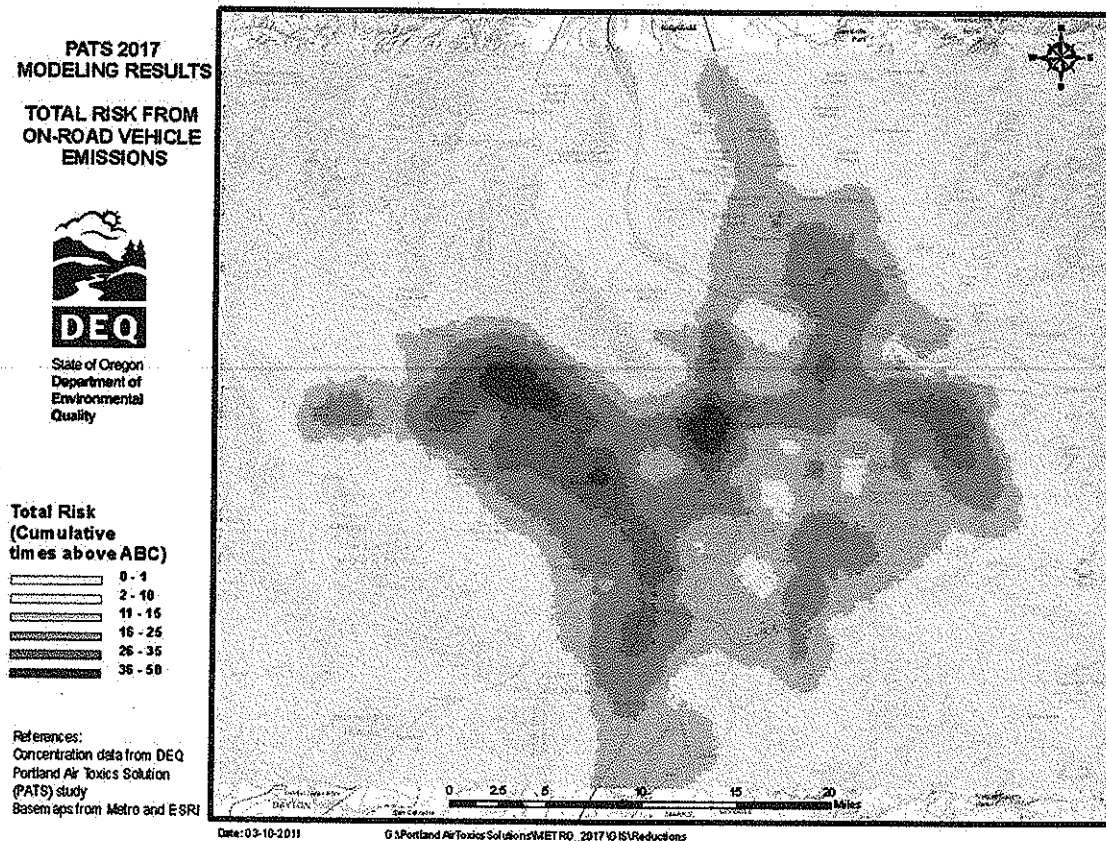 PATS 2017
MODELING RESULTS
TOTAL RISK FROM
ON-ROAD VEHICLE
EMISSIONS
DEQ
State of Oregon
Department of
Environmental
Quality
Total Risk
(Cumulative
times above ABC)
0 - 1
2 - 10
11 - 15
16 - 25
26 - 35
36 - 50
References:
Concentration data from DEQ
Portland Air Toxics Solution
(PATS) study
Basemaps from Metro and ESRI
0 2.5 5 10 15 20
Miles
DAYTON
Date: 03-10-2011
G:\Portland AirToxics Solutions\METRO_2017\GIS\Reductions